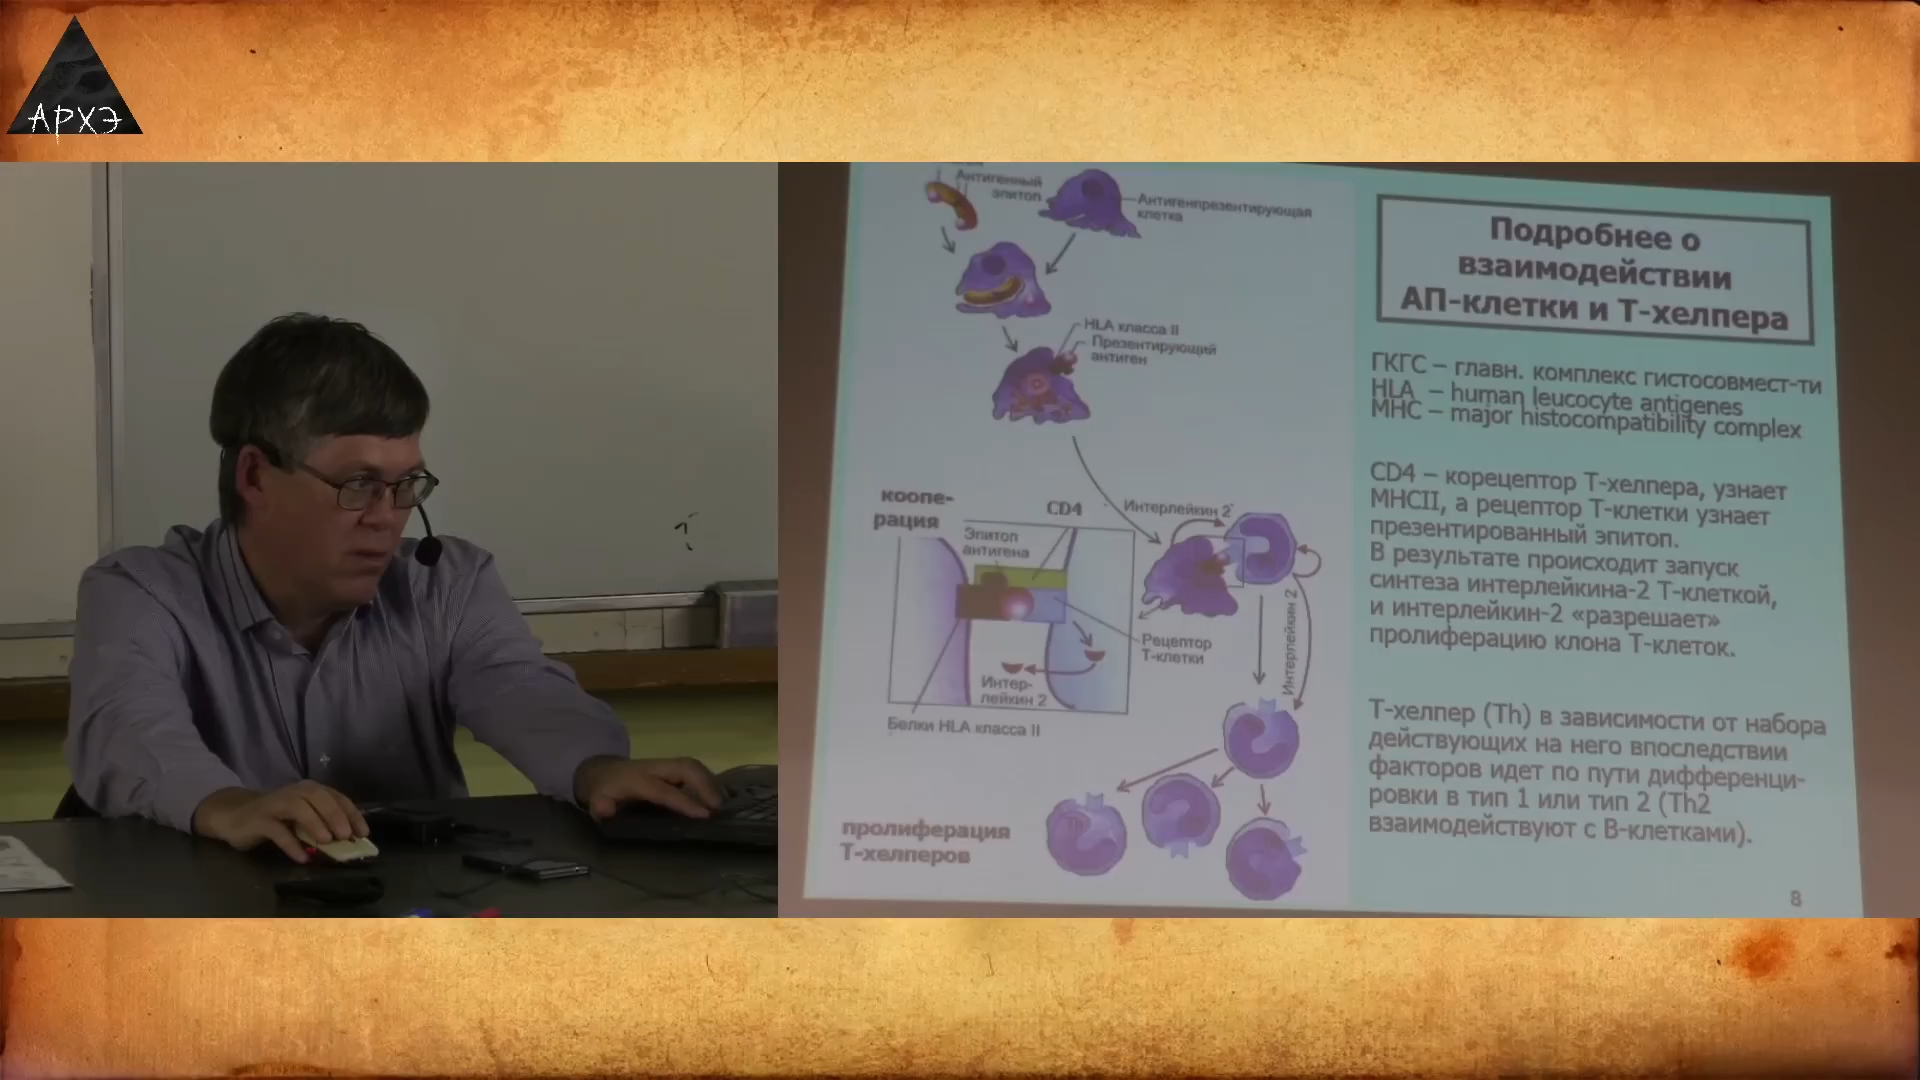 АРХЭ
Антигенный
эпитоп
Антигенпрезентирующая
клетка
HLA класса II
Презентирующий
антиген
коопе-
рация
CD4
Эпитоп
антигена
Интерлейкин 2
Интерлейкин 2
Рецептор
Т-клетки
Интер-
лейкин 2
Белки HLA класса II
пролиферация
Т-хелперов
Th
Подробнее о
взаимодействии
АП-клетки и Т-хелпера
ГКГС – главн. комплекс гистосовмест-ти
HLA – human leucocyte antigenes
MHC – major histocompatibility complex
CD4 – корецептор Т-хелпера, узнает
MHCII, а рецептор Т-клетки узнает
презентированный эпитоп.
В результате происходит запуск
синтеза интерлейкина-2 Т-клеткой,
и интерлейкин-2 «разрешает»
пролиферацию клона Т-клеток.
Т-хелпер (Th) в зависимости от набора
действующих на него впоследствии
факторов идет по пути дифференци-
ровки в тип 1 или тип 2 (Th2
взаимодействуют с В-клетками).
8